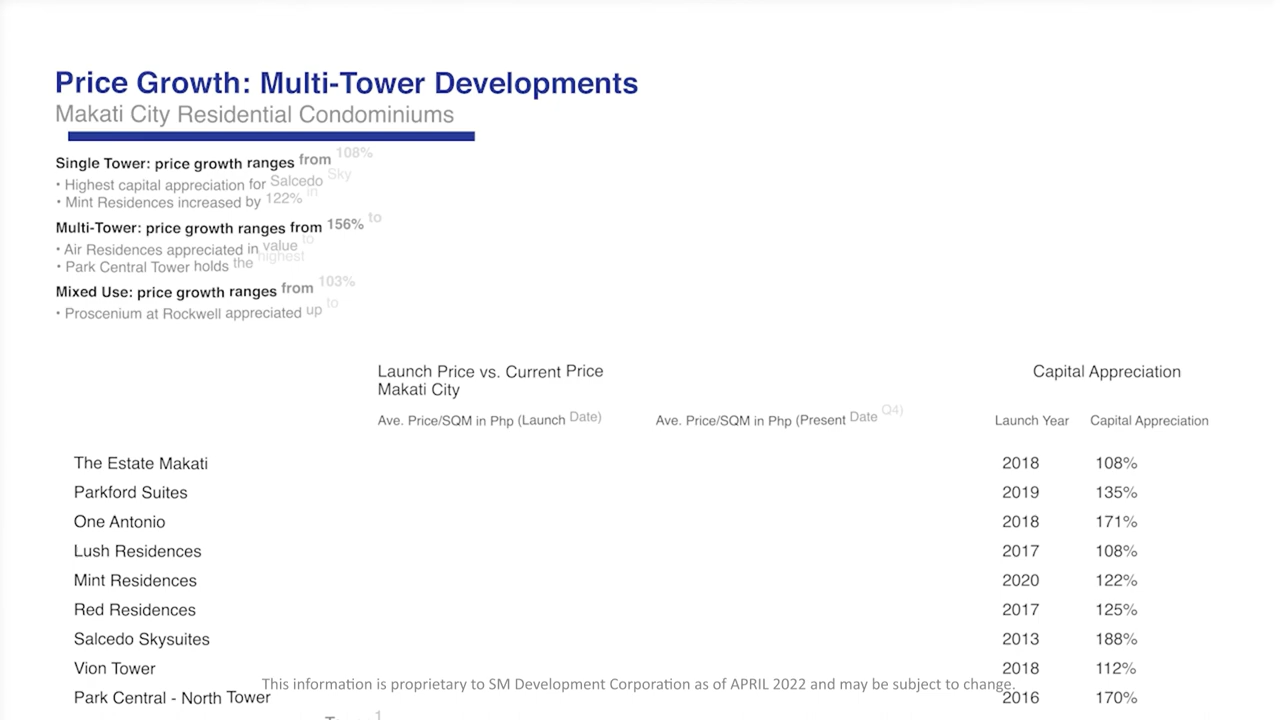 Price Growth: Multi-Tower Developments
Makati City Residential Condominiums
Single Tower: price growth ranges from 108%
• Highest capital appreciation for Salcedo Sky
• Mint Residences increased by 122% in
Multi-Tower: price growth ranges from 156% to
• Air Residences appreciated in value to
• Park Central Tower holds the highest
Mixed Use: price growth ranges from 103%
• Proscenium at Rockwell appreciated up to
Launch Price vs. Current Price
Makati City
Capital Appreciation
Ave. Price/SQM in Php (Launch Date) Ave. Price/SQM in Php (Present Date Q4) Launch Year Capital Appreciation
The Estate Makati 2018 108%
Parkford Suites 2019 135%
One Antonio 2018 171%
Lush Residences 2017 108%
Mint Residences 2020 122%
Red Residences 2017 125%
Salcedo Skysuites 2013 188%
Vion Tower 2018 112%
This information is proprietary to SM Development Corporation as of APRIL 2022 and may be subject to change.
Park Central - North Tower 2016 170%